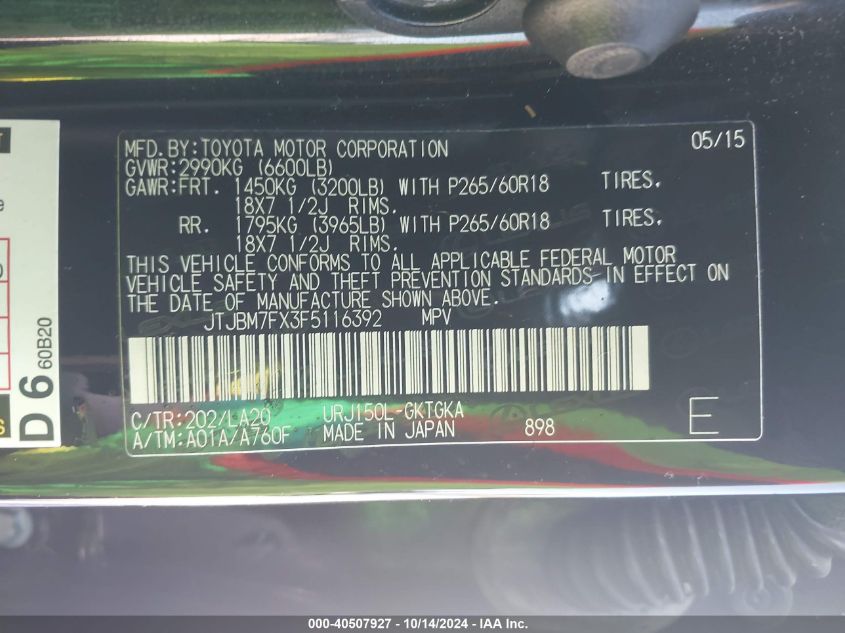 MFD.BY:TOYOTA MOTOR CORPORATION 05/15
GVWR:2990KG (6600LB)
GAWR:FRT. 1450KG (3200LB) WITH P265/60R18 TIRES.
18X7 1/2J RIMS.
RR. 1795KG (3965LB) WITH P265/60R18 TIRES.
18X7 1/2J RIMS.
THIS VEHICLE CONFORMS TO ALL APPLICABLE FEDERAL MOTOR
VEHICLE SAFETY AND THEFT PREVENTION STANDARDS IN EFFECT ON
THE DATE OF MANUFACTURE SHOWN ABOVE.
JTJBM7FX3F5116392 MPV
C/TR:202/LA20 URJ150L-GKTGKA
A/TM:A01A/A760F MADE IN JAPAN 898 E
D 6 60B20
000-40507927 - 10/14/2024 - IAA Inc.